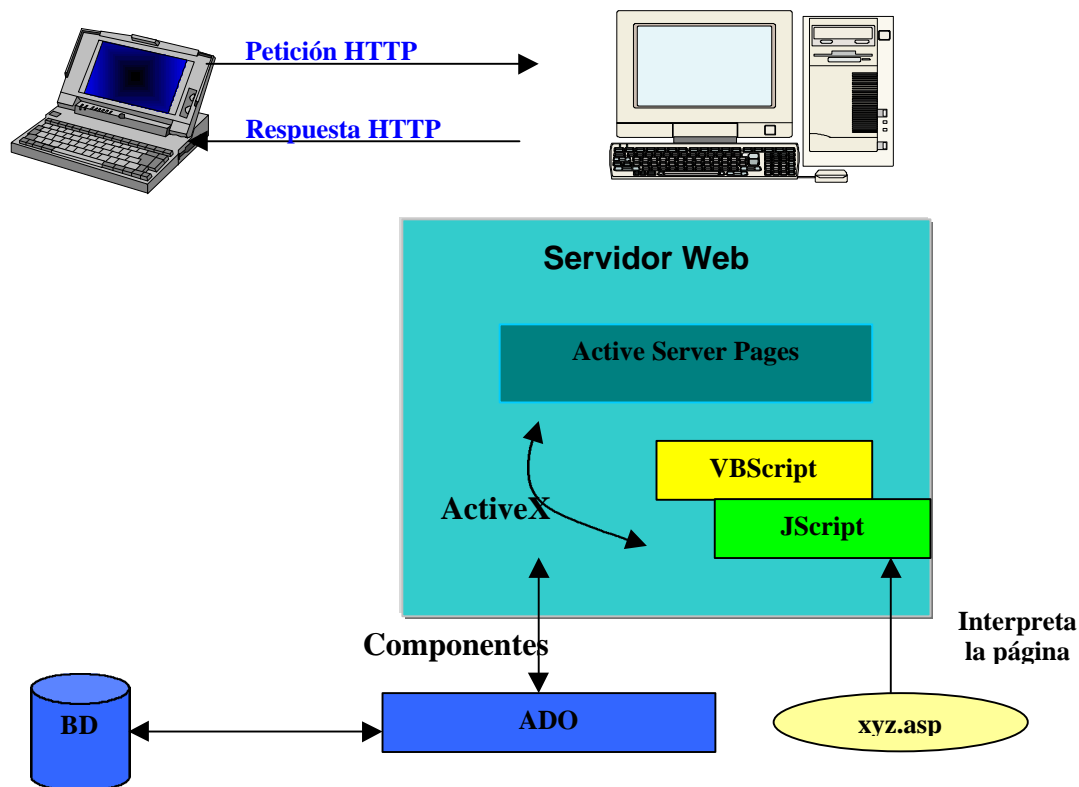 Petición HTTP
Respuesta HTTP
Servidor Web
Active Server Pages
VBScript
ActiveX
JScript
Interpreta
la página
Componentes
BD
ADO
xyz.asp